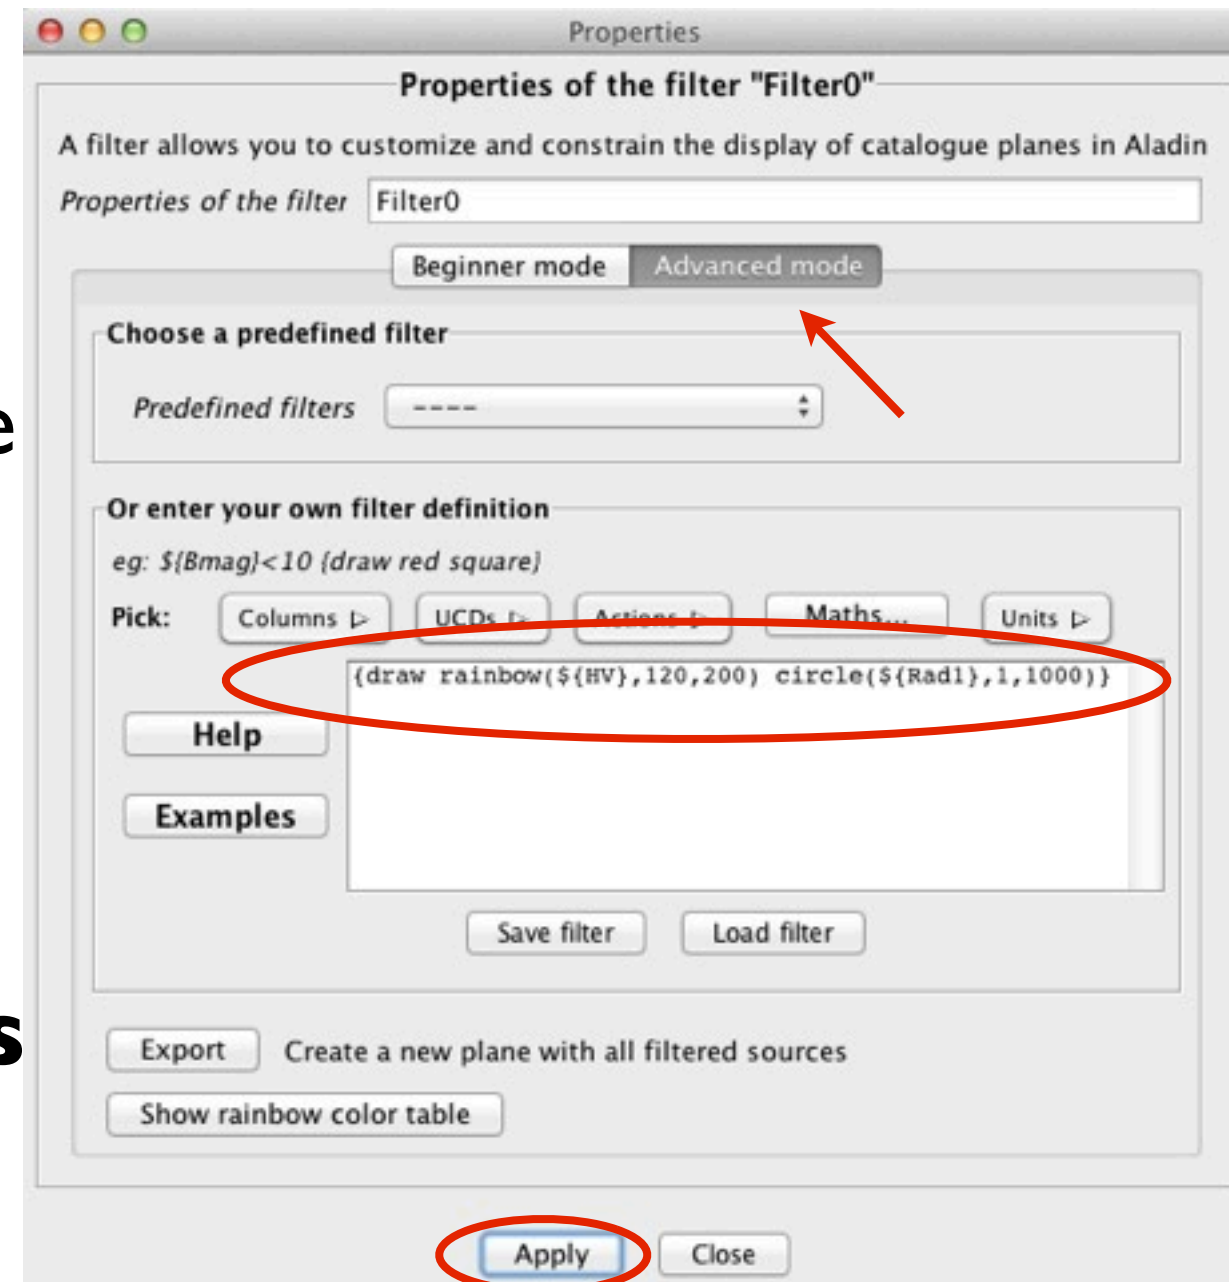 Properties
Properties of the filter "Filter0"
A filter allows you to customize and constrain the display of catalogue planes in Aladin
Properties of the filter Filter0
Beginner mode Advanced mode
Choose a predefined filter
e
Predefined filters ----
Or enter your own filter definition
eg: ${Bmag}<10 {draw red square}
Pick: Columns ▷ UCDs ▷ Actions ▷ Maths... Units ▷
{draw rainbow(${HV},120,200) circle(${Rad1},1,1000)}
Help
Examples
Save filter Load filter
s
Export Create a new plane with all filtered sources
Show rainbow color table
Apply Close